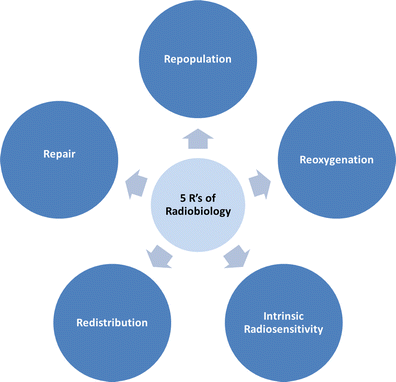 Repopulation
Repair
Reoxygenation
5 R's of
Radiobiology
Redistribution
Intrinsic
Radiosensitivity